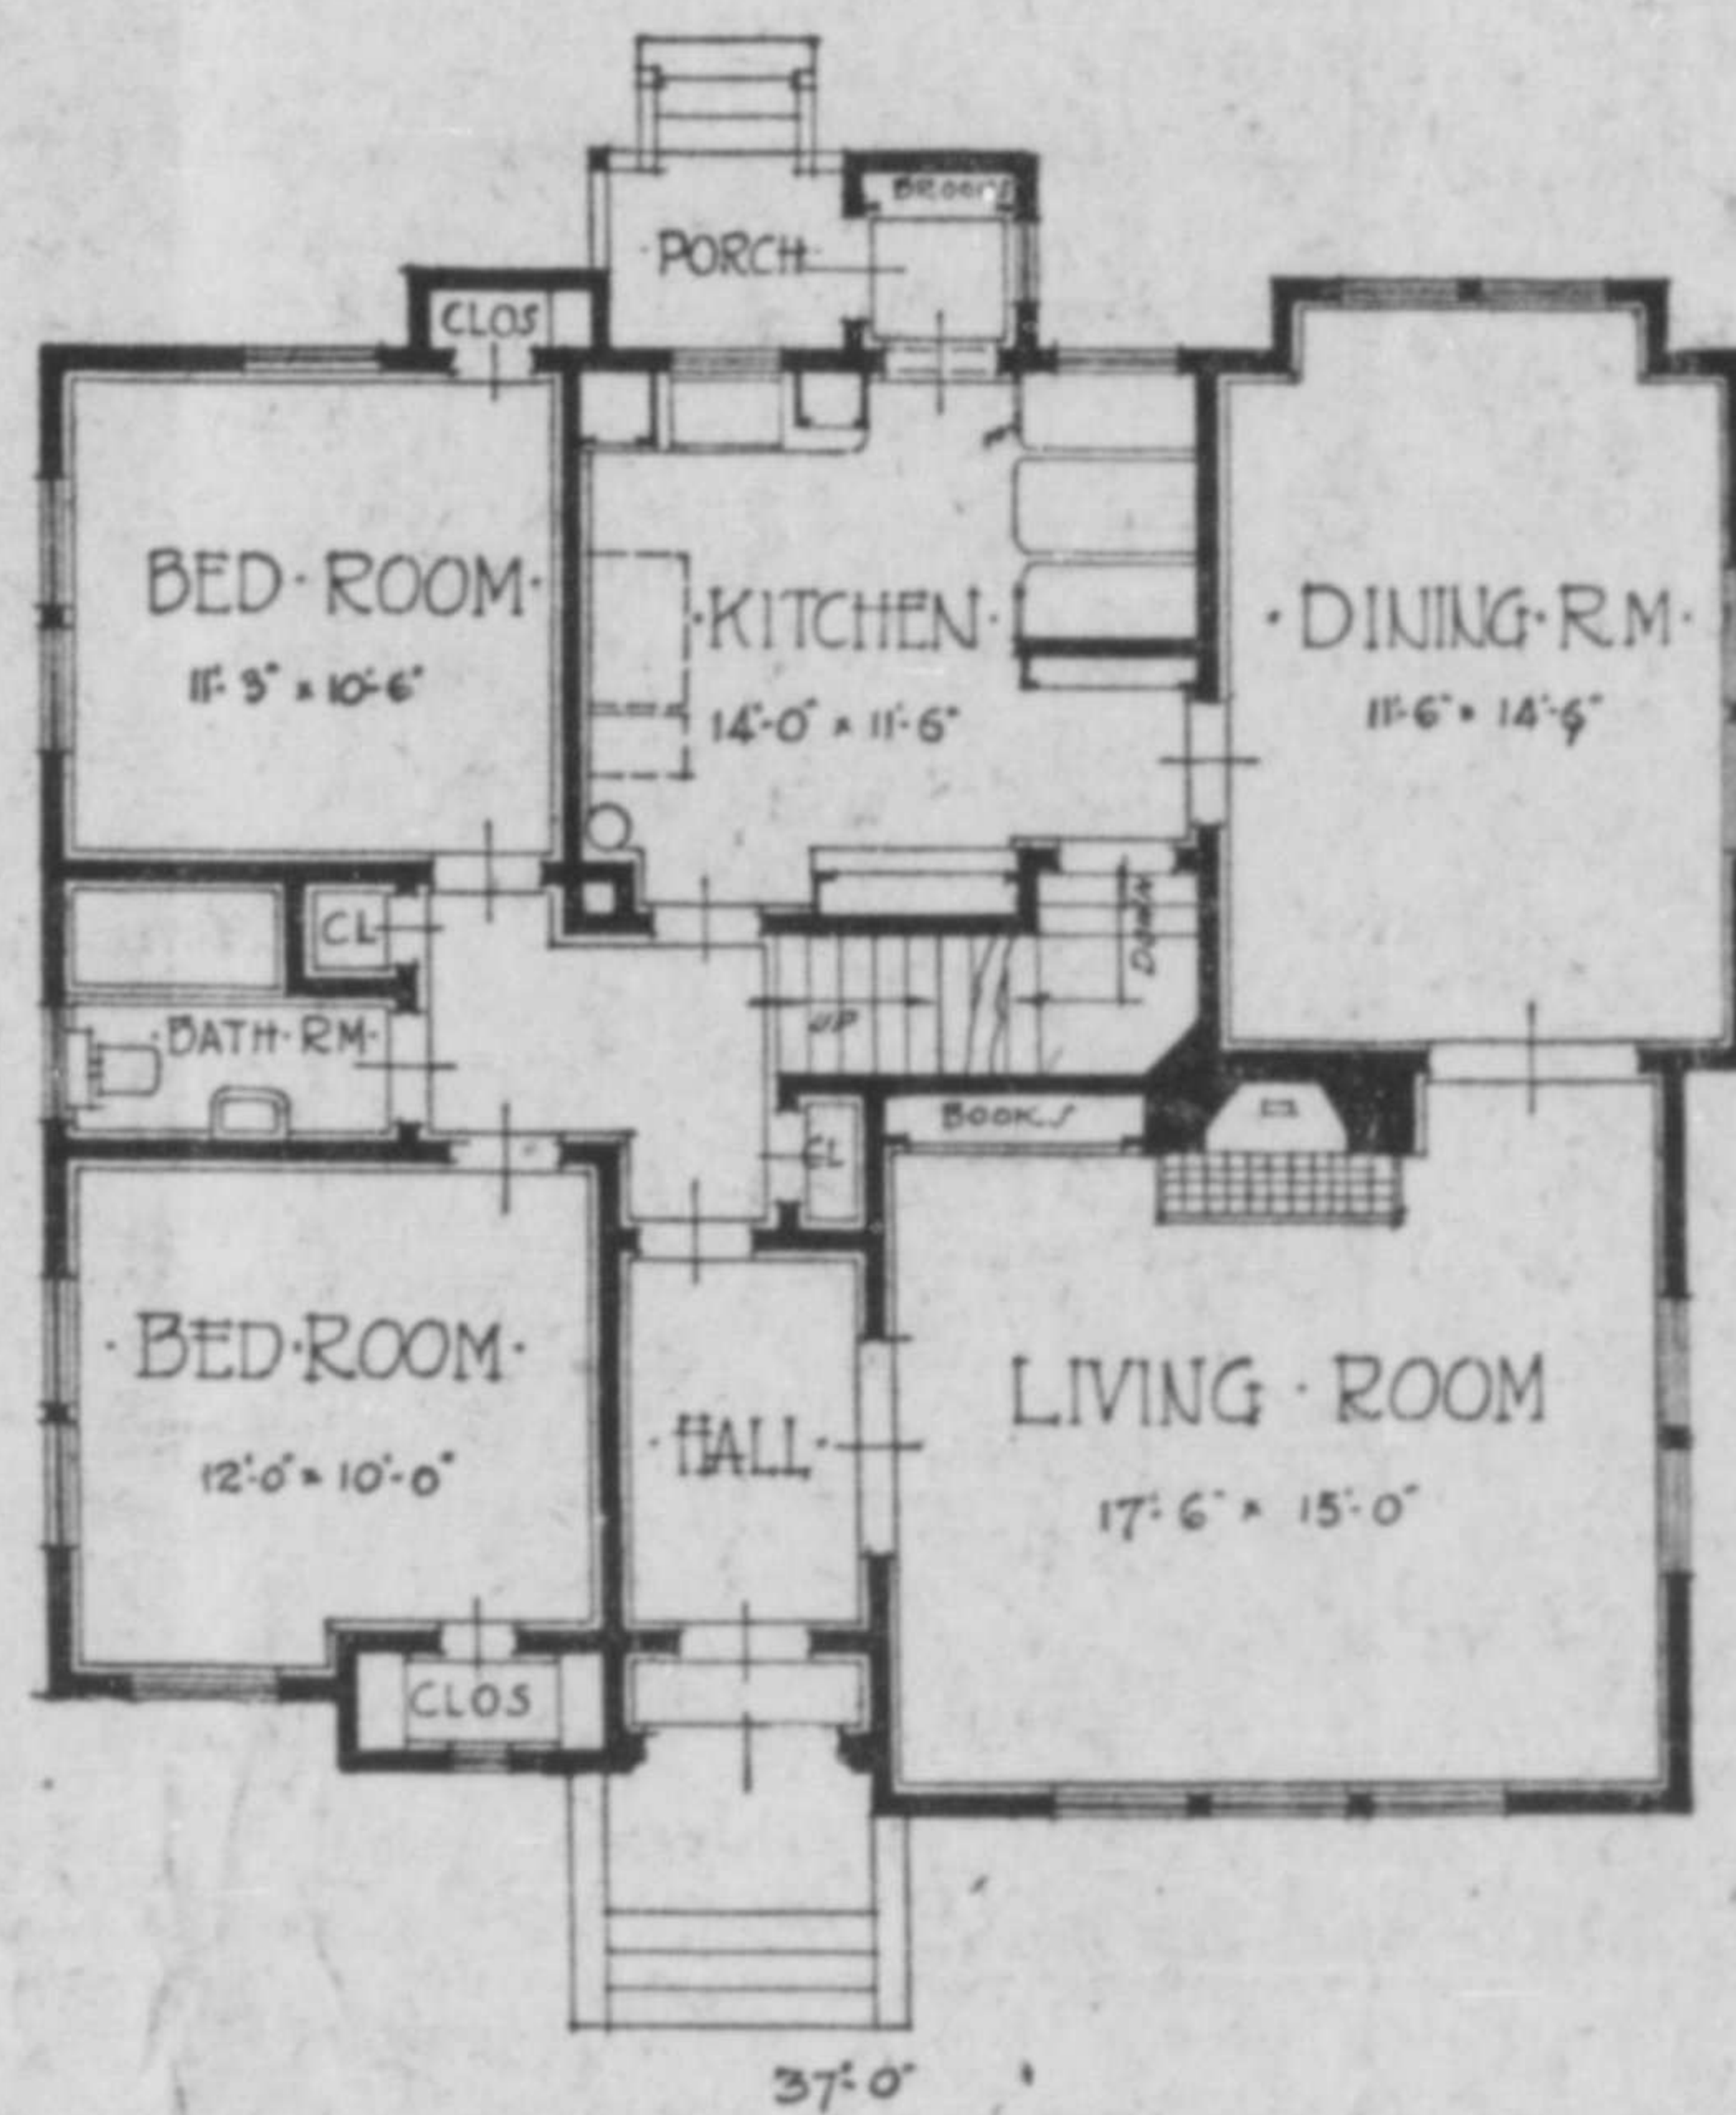 BROOMS
·PORCH·
CLOS
BED·ROOM·
11'-3" x 10'-6"
·KITCHEN·
14'-0" x 11'-6"
·DINING·RM·
11'-6" x 14'-6"
CL
DOWN
·BATH·RM·
UP
BOOKS
CL
·BED·ROOM·
12'-0" x 10'-0"
·HALL·
LIVING·ROOM
17'-6" x 15'-0"
CLOS
37'-0"